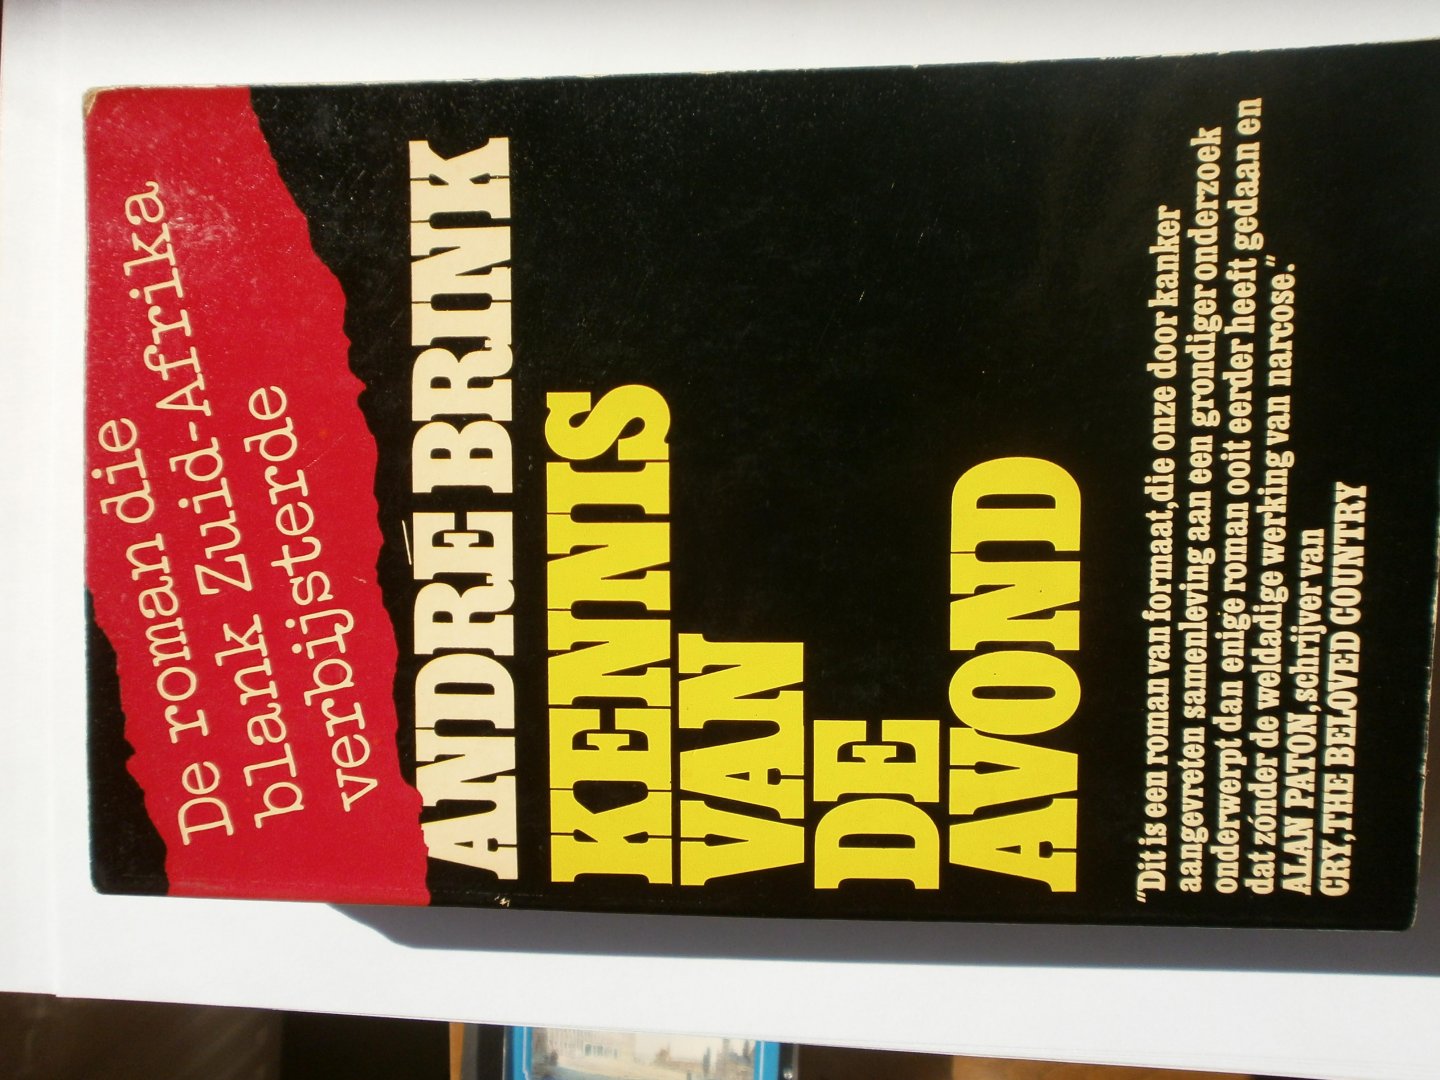 De roman die
blank Zuid-Afrika
verbijsterde
ANDRÉ BRINK
KENNIS
VAN
DE
AVOND
"Dit is een roman van formaat, die onze door kanker
aangevreten samenleving aan een grondiger onderzoek
onderwerpt dan enige roman ooit eerder heeft gedaan en
dat zónder de weldadige werking van narcose."
ALAN PATON, schrijver van
CRY, THE BELOVED COUNTRY